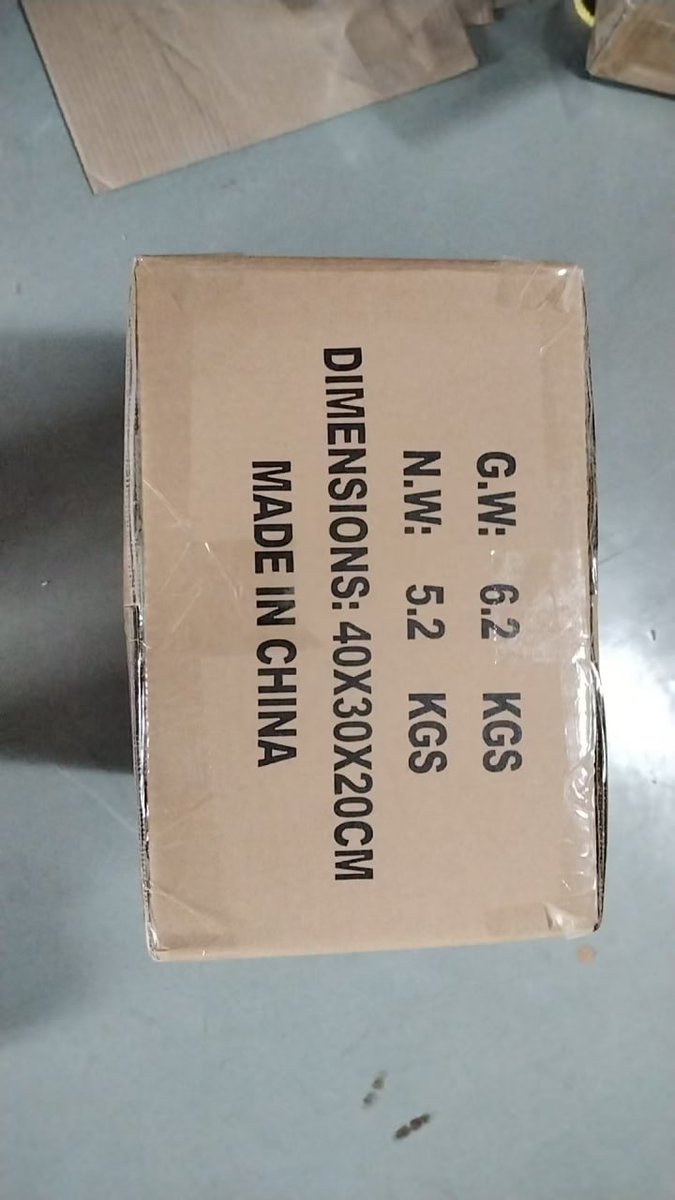 G.W: 6.2 KGS
N.W: 5.2 KGS
DIMENSIONS: 40X30X20CM
MADE IN CHINA